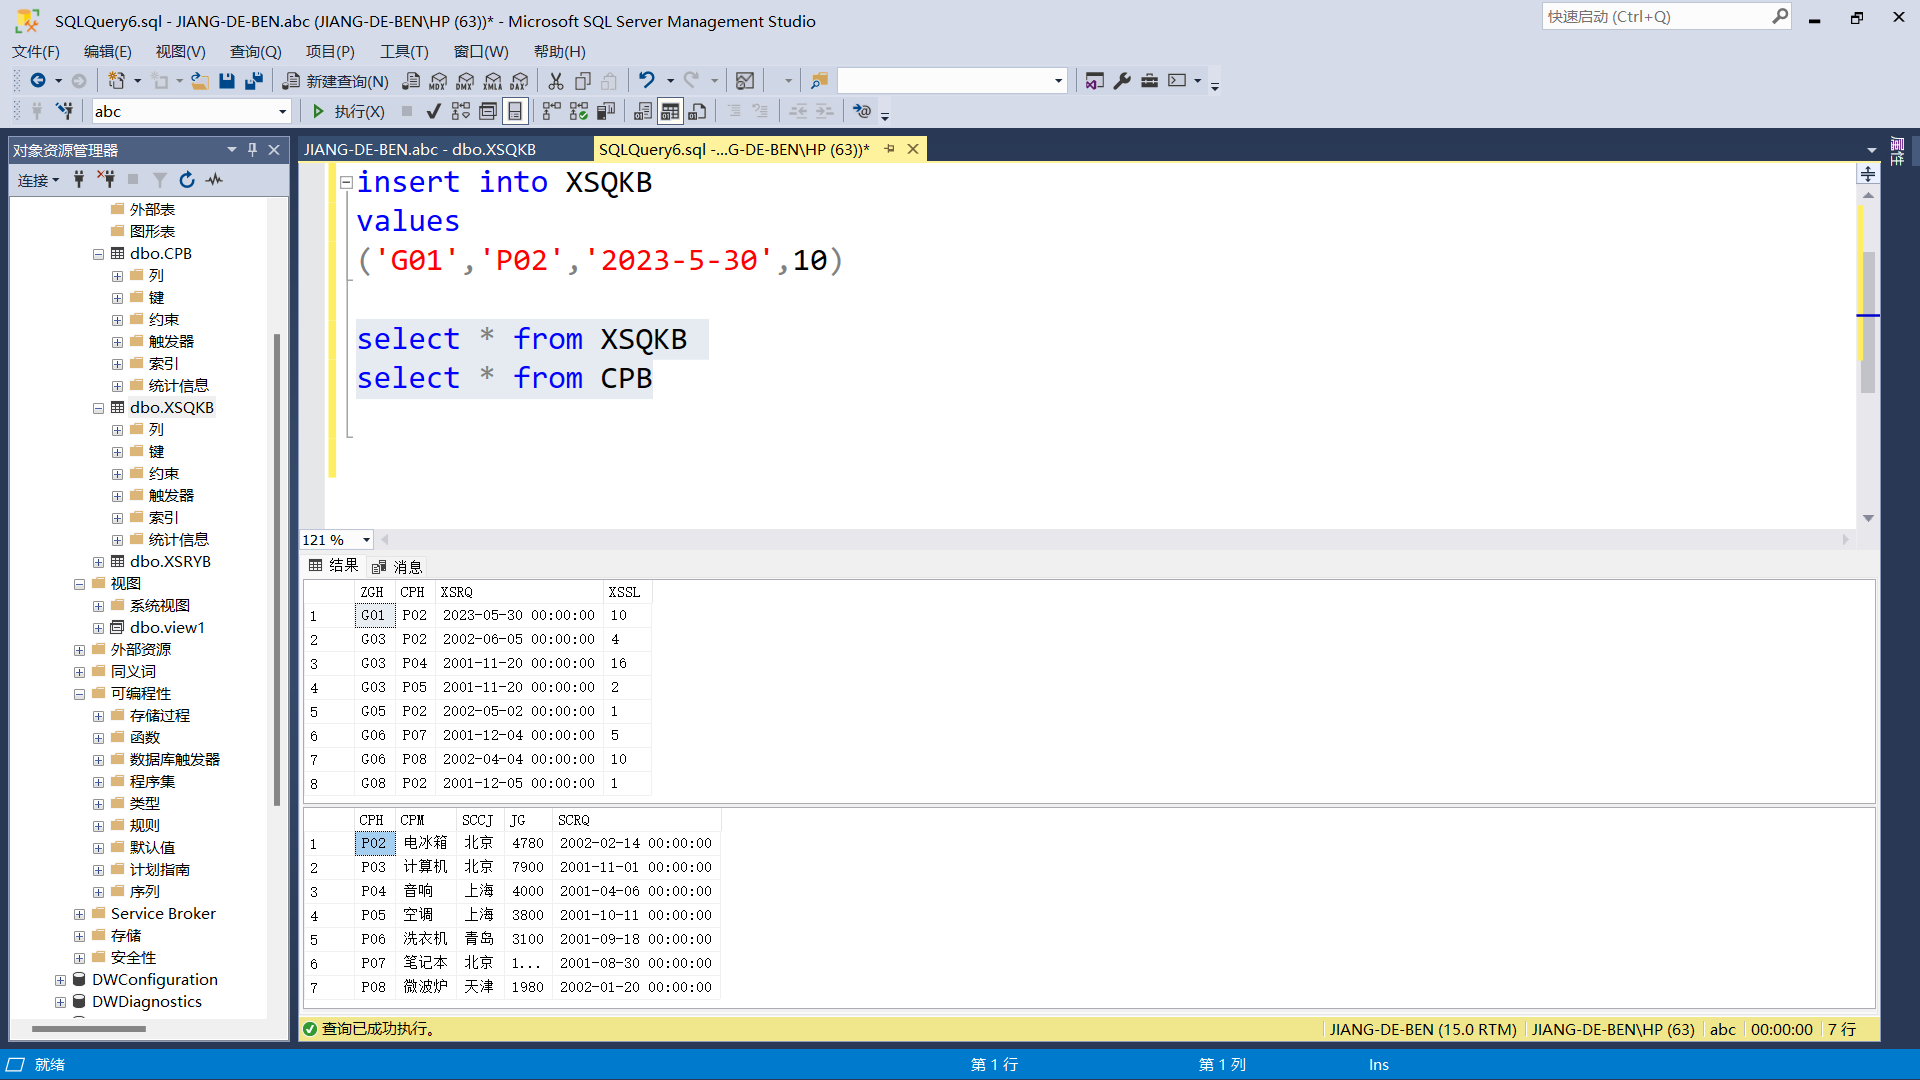 SQLQuery6.sql - JIANG-DE-BEN.abc (JIANG-DE-BEN\HP (63))* - Microsoft SQL Server Management Studio
快速启动 (Ctrl+Q)
文件(F) 编辑(E) 视图(V) 查询(Q) 项目(P) 工具(T) 窗口(W) 帮助(H)
新建查询(N) MDX DMX XMLA DAX
abc 执行(X)
对象资源管理器
连接
外部表
图形表
dbo.CPB
列
键
约束
触发器
索引
统计信息
dbo.XSQKB
列
键
约束
触发器
索引
统计信息
dbo.XSRYB
视图
系统视图
dbo.view1
外部资源
同义词
可编程性
存储过程
函数
数据库触发器
程序集
类型
规则
默认值
计划指南
序列
Service Broker
存储
安全性
DWConfiguration
DWDiagnostics
JIANG-DE-BEN.abc - dbo.XSQKB
SQLQuery6.sql -...G-DE-BEN\HP (63))*
属性
insert into XSQKB
values
('G01','P02','2023-5-30',10)
select * from XSQKB
select * from CPB
121 %
结果 消息
ZGH CPH XSRQ XSSL
1 G01 P02 2023-05-30 00:00:00 10
2 G03 P02 2002-06-05 00:00:00 4
3 G03 P04 2001-11-20 00:00:00 16
4 G03 P05 2001-11-20 00:00:00 2
5 G05 P02 2002-05-02 00:00:00 1
6 G06 P07 2001-12-04 00:00:00 5
7 G06 P08 2002-04-04 00:00:00 10
8 G08 P02 2001-12-05 00:00:00 1
CPH CPM SCCJ JG SCRQ
1 P02 电冰箱 北京 4780 2002-02-14 00:00:00
2 P03 计算机 北京 7900 2001-11-01 00:00:00
3 P04 音响 上海 4000 2001-04-06 00:00:00
4 P05 空调 上海 3800 2001-10-11 00:00:00
5 P06 洗衣机 青岛 3100 2001-09-18 00:00:00
6 P07 笔记本 北京 1... 2001-08-30 00:00:00
7 P08 微波炉 天津 1980 2002-01-20 00:00:00
查询已成功执行。
JIANG-DE-BEN (15.0 RTM) JIANG-DE-BEN\HP (63) abc 00:00:00 7 行
就绪 第 1 行 第 1 列 Ins